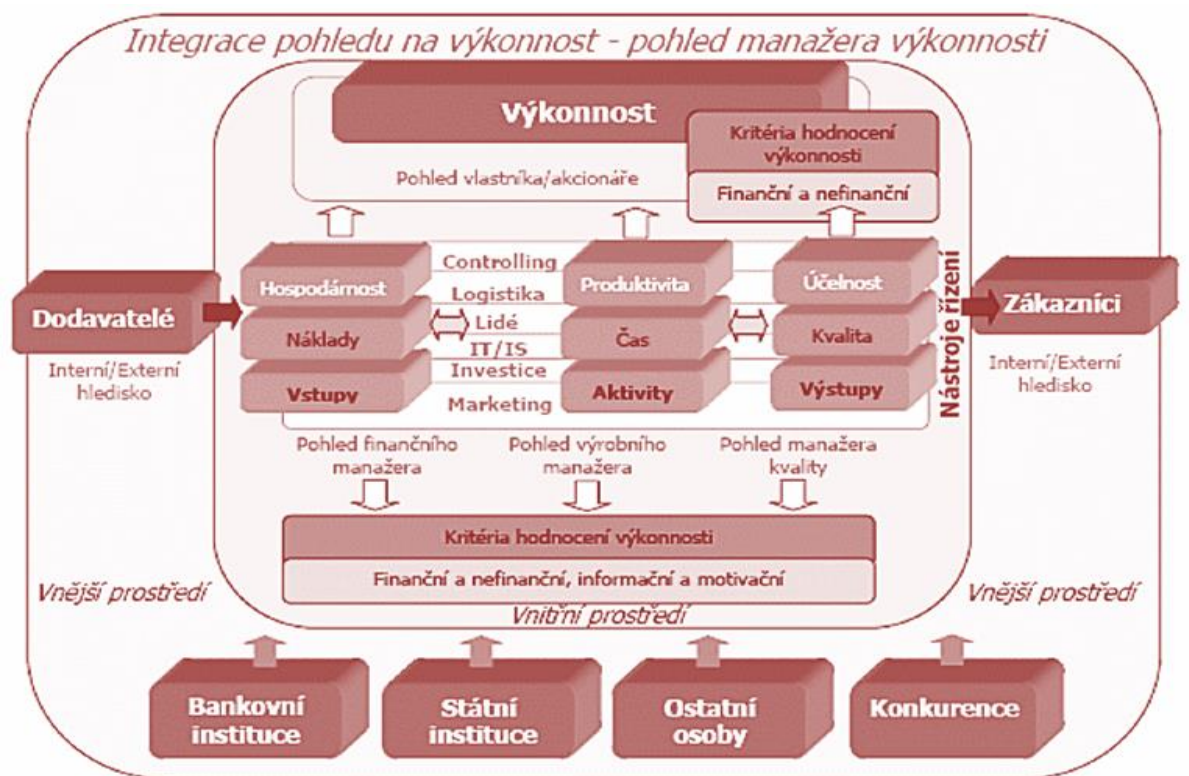 Integrace pohledu na výkonnost - pohled manažera výkonnosti
Výkonnost
Kritéria hodnocení
výkonnosti
Finanční a nefinanční
Pohled vlastníka/akcionáře
Dodavatelé
Interní/Externí
hledisko
Hospodárnost
Náklady
Vstupy
Controlling
Logistika
Lidé
IT/IS
Investice
Marketing
Produktivita
Čas
Aktivity
Účelnost
Kvalita
Výstupy
Nástroje řízení
Zákazníci
Interní/Externí
hledisko
Pohled finančního
manažera
Pohled výrobního
manažera
Pohled manažera
kvality
Kritéria hodnocení výkonnosti
Finanční a nefinanční, informační a motivační
Vnější prostředí
Vnitřní prostředí
Vnější prostředí
Bankovní
instituce
Státní
instituce
Ostatní
osoby
Konkurence